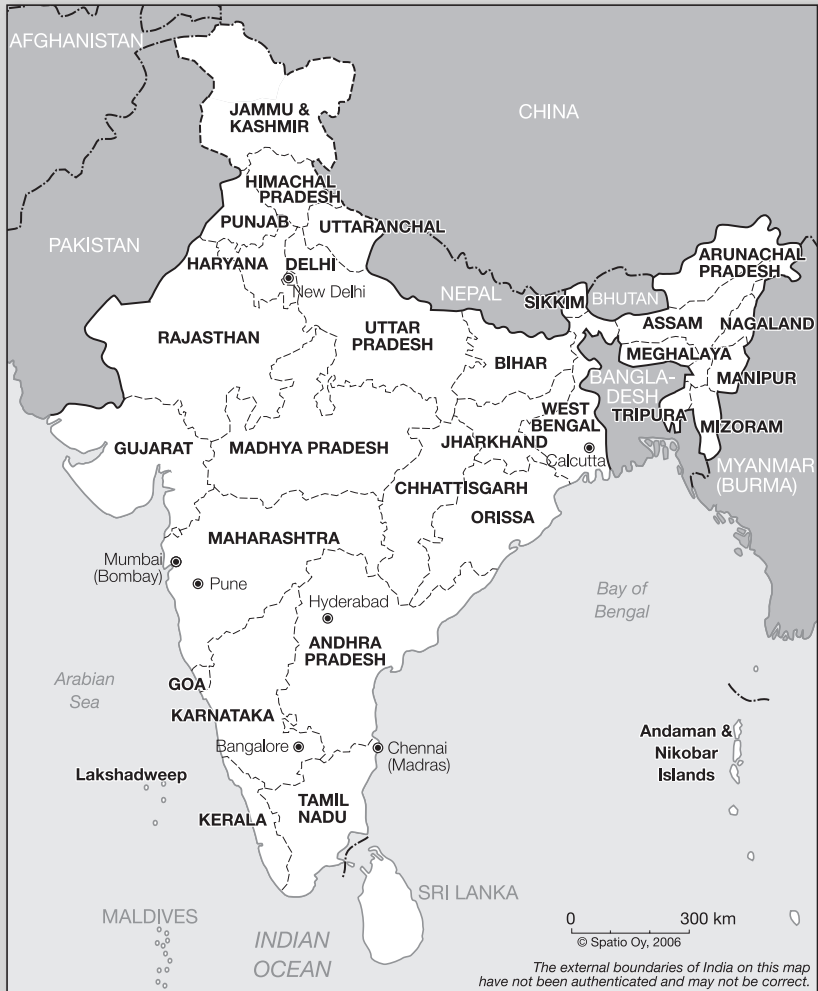 AFGHANISTAN
CHINA
JAMMU &
KASHMIR
HIMACHAL
PRADESH
PUNJAB
UTTARANCHAL
PAKISTAN
HARYANA
DELHI
New Delhi
ARUNACHAL
PRADESH
NEPAL
SIKKIM
BHUTAN
RAJASTHAN
UTTAR
PRADESH
ASSAM
NAGALAND
BIHAR
MEGHALAYA
BANGLA-
DESH
MANIPUR
WEST
BENGAL
TRIPURA
MIZORAM
GUJARAT
MADHYA PRADESH
JHARKHAND
Calcutta
MYANMAR
(BURMA)
CHHATTISGARH
ORISSA
MAHARASHTRA
Mumbai
(Bombay)
Pune
Hyderabad
Bay of
Bengal
ANDHRA
PRADESH
Arabian
Sea
GOA
KARNATAKA
Bangalore
Chennai
(Madras)
Andaman &
Nikobar
Islands
Lakshadweep
KERALA
TAMIL
NADU
SRI LANKA
MALDIVES
INDIAN
OCEAN
0 300 km
© Spatio Oy, 2006
The external boundaries of India on this map
have not been authenticated and may not be correct.